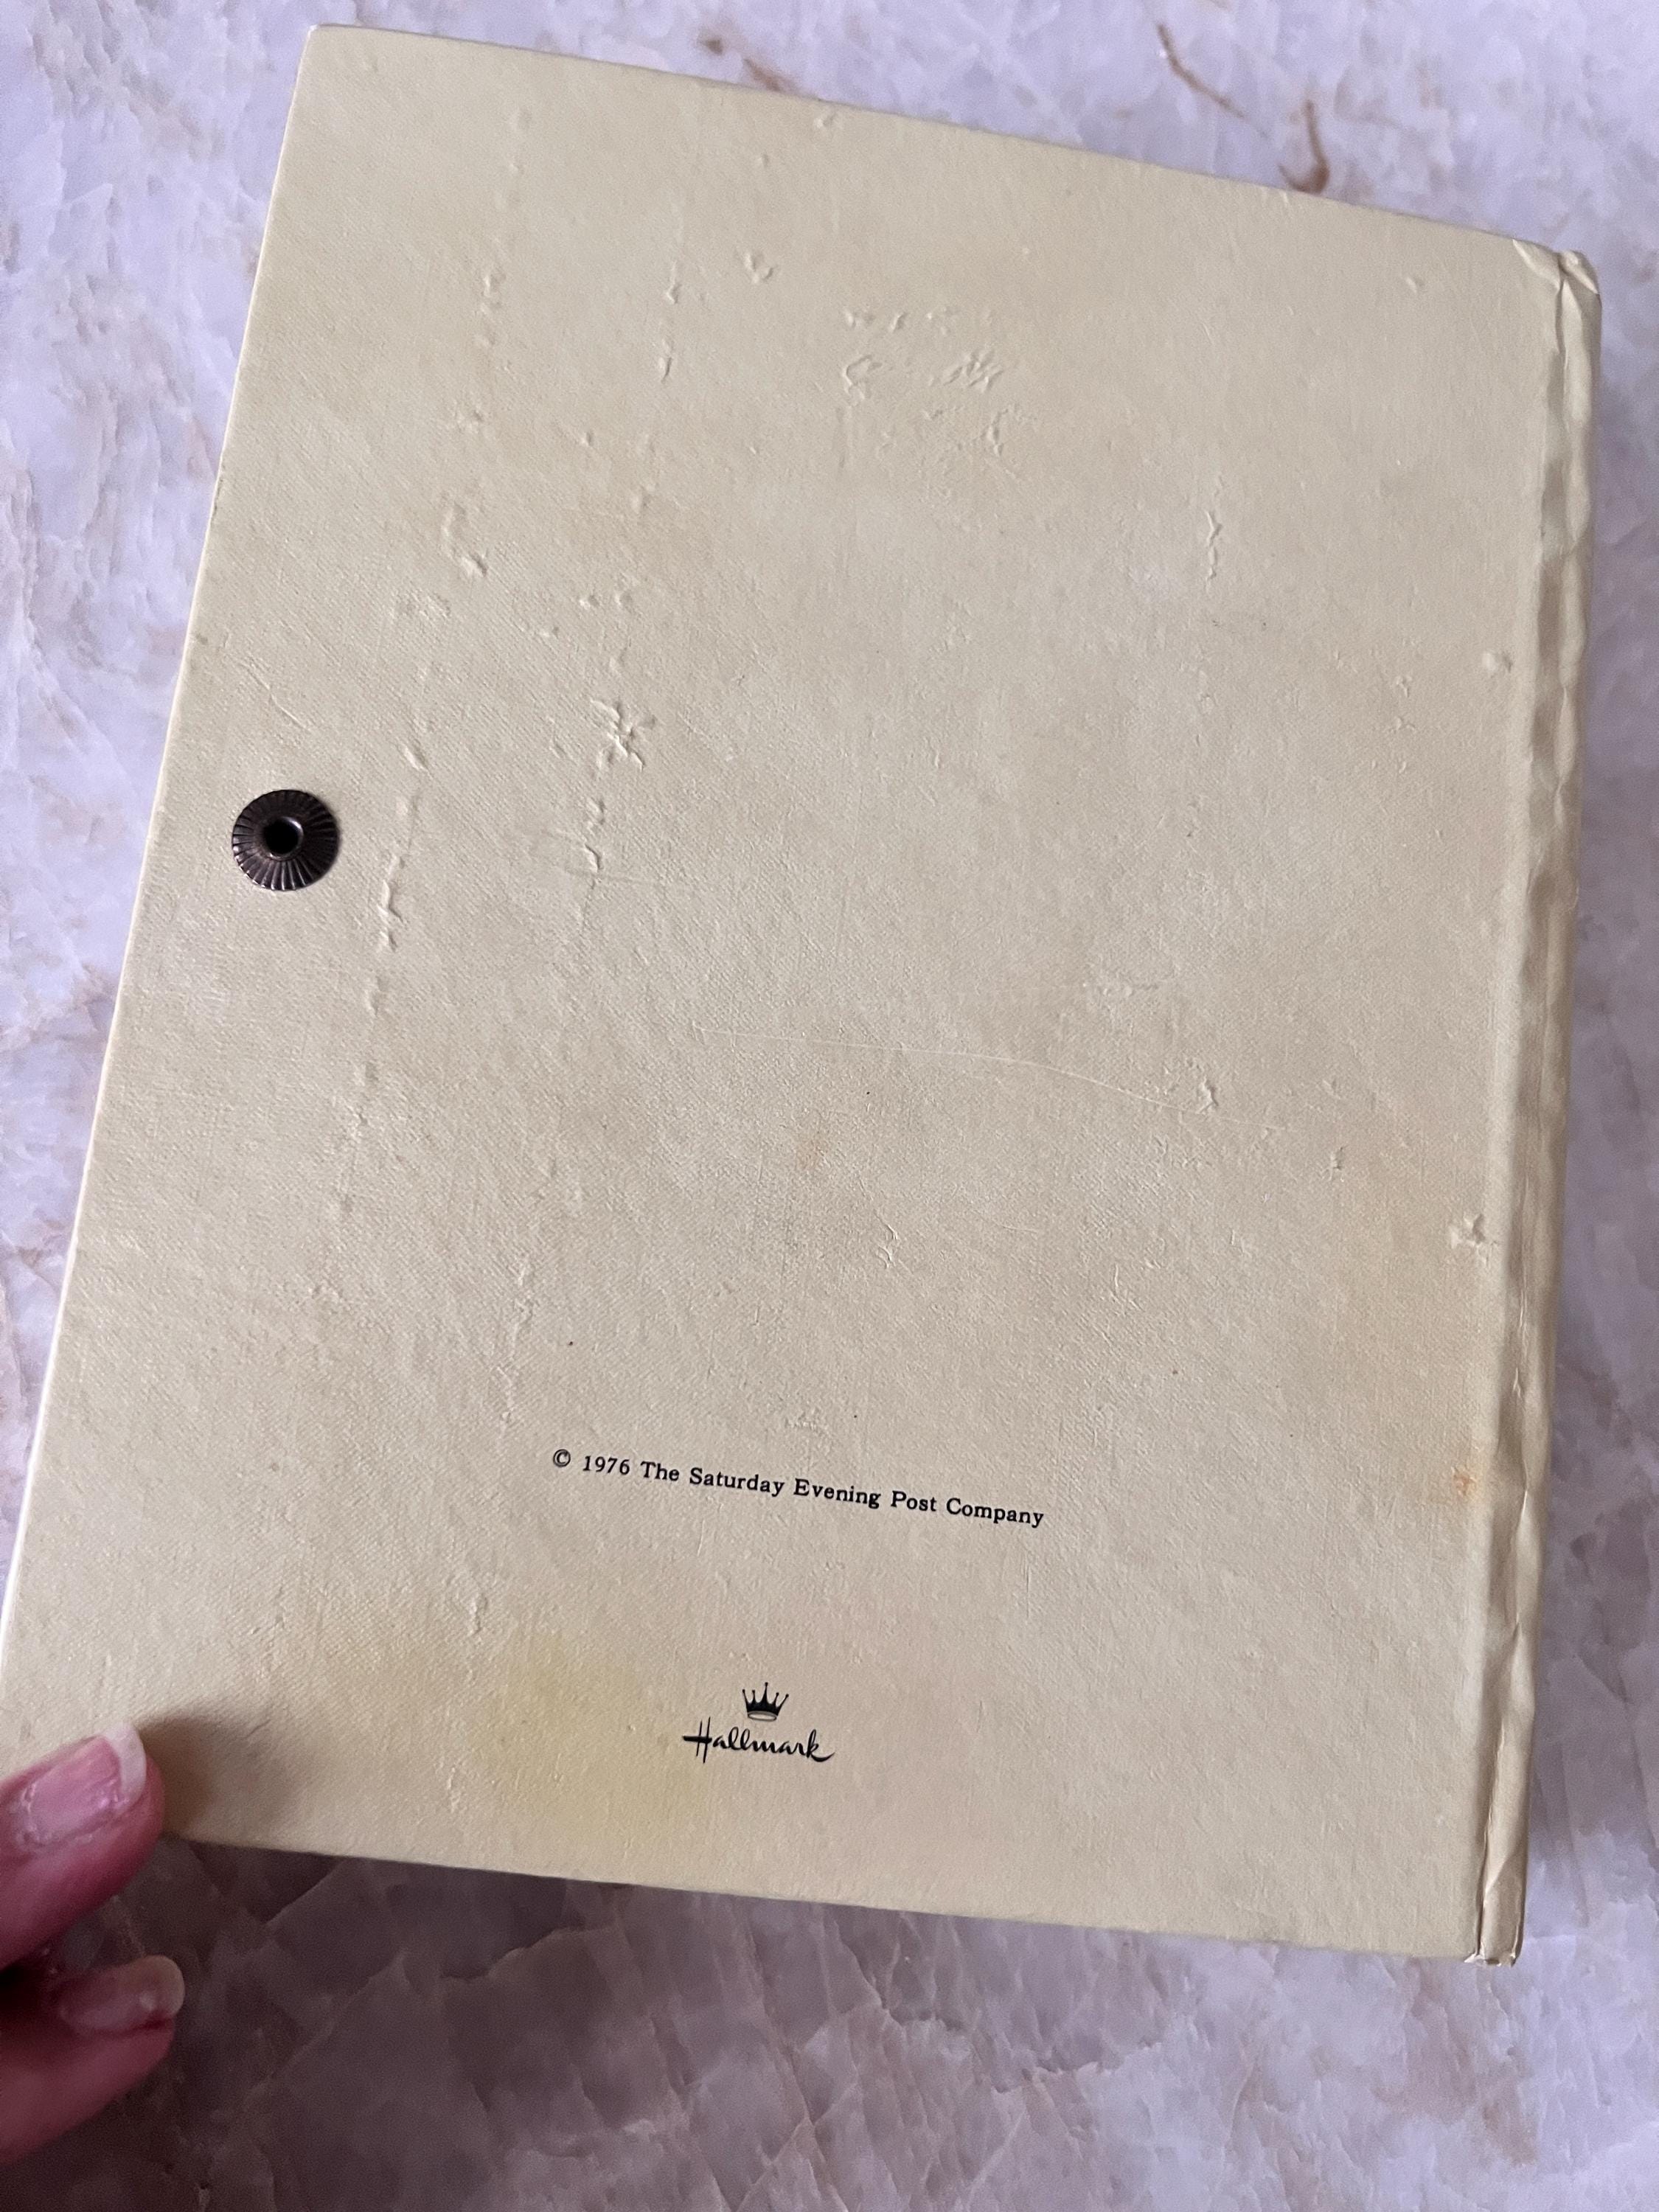 © 1976 The Saturday Evening Post Company
Hallmark